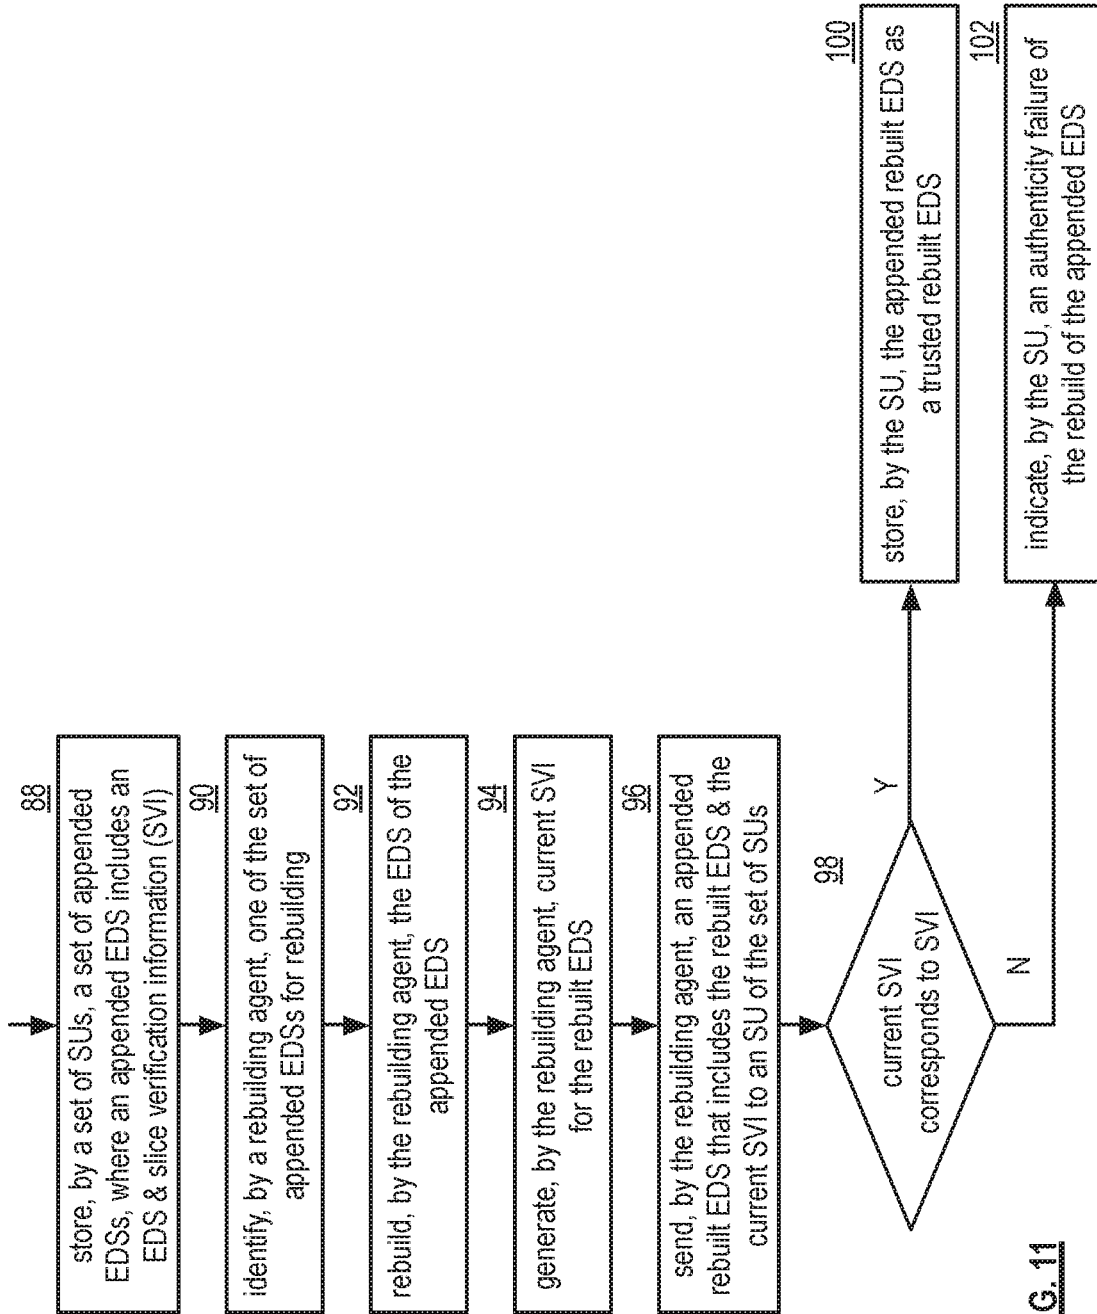 88
store, by a set of SUs, a set of appended
EDSs, where an appended EDS includes an
EDS & slice verification information (SVI)
90
identify, by a rebuilding agent, one of the set of
appended EDSs for rebuilding
92
rebuild, by the rebuilding agent, the EDS of the
appended EDS
94
generate, by the rebuilding agent, current SVI
for the rebuilt EDS
96
send, by the rebuilding agent, an appended
rebuilt EDS that includes the rebuilt EDS & the
current SVI to an SU of the set of SUs
98
current SVI
corresponds to SVI
Y
N
100
store, by the SU, the appended rebuilt EDS as
a trusted rebuilt EDS
102
indicate, by the SU, an authenticity failure of
the rebuild of the appended EDS
G. 11